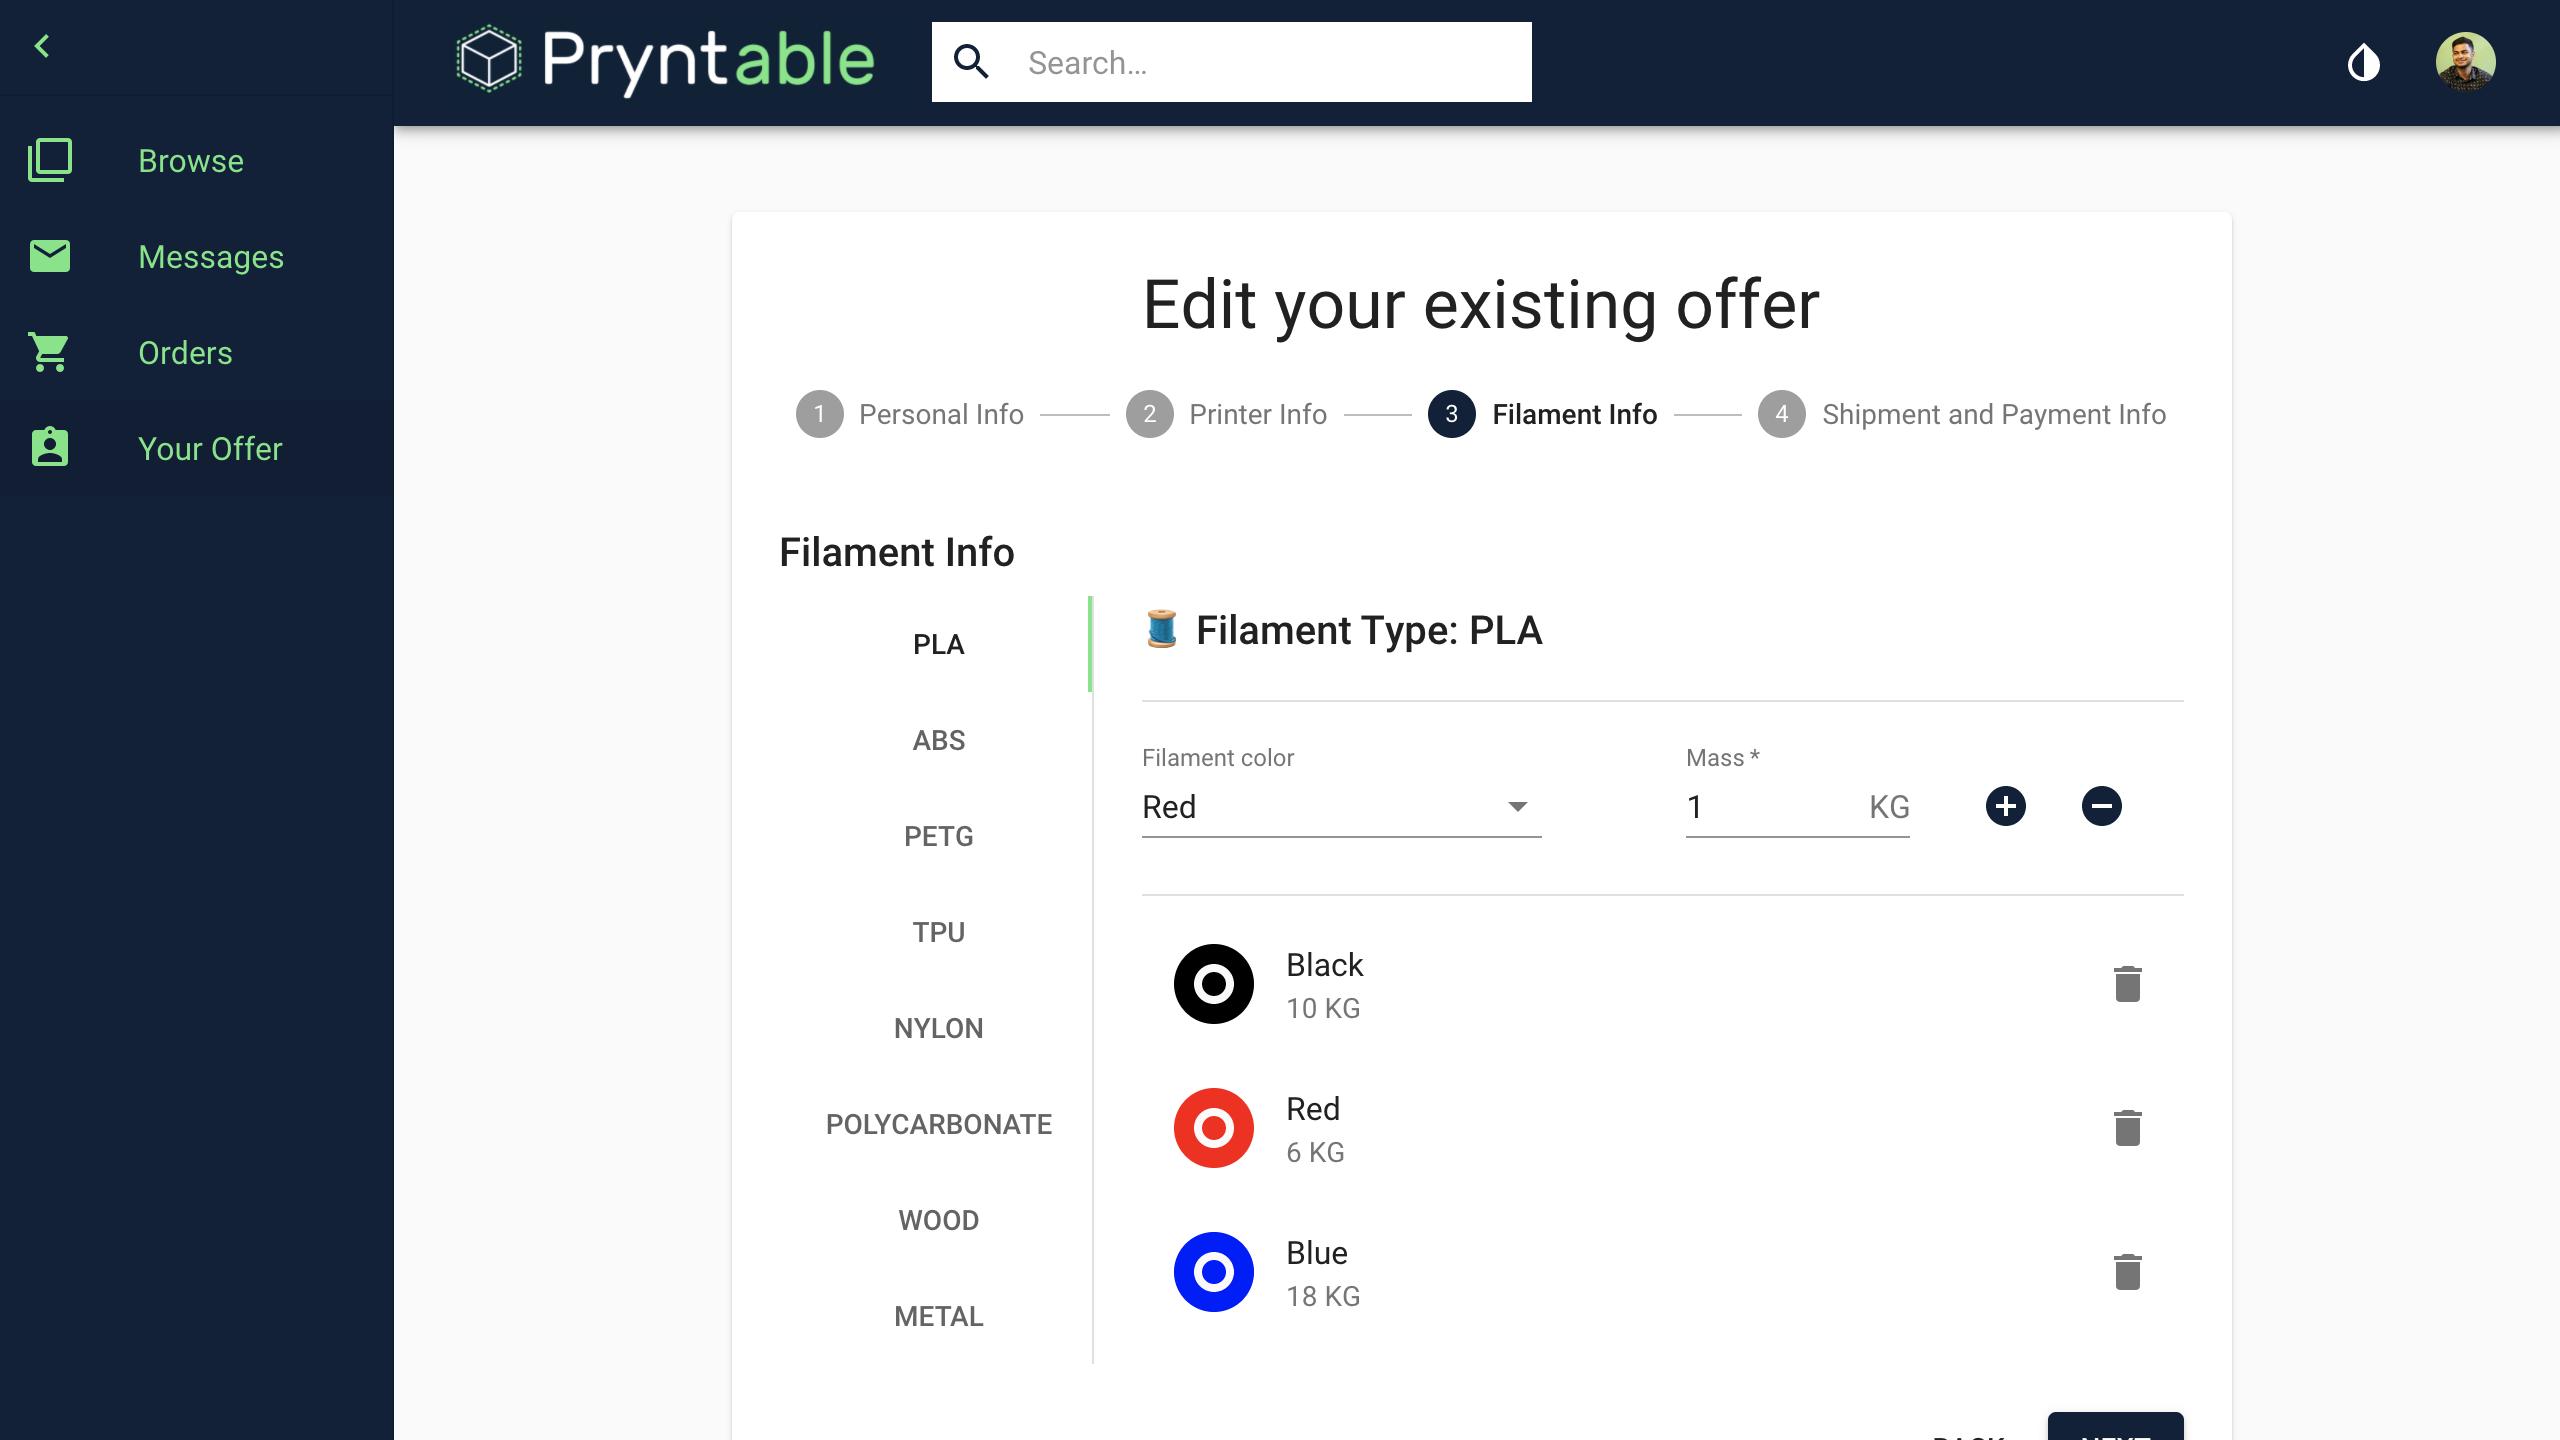 Pryntable
Search…
Browse
Messages
Orders
Your Offer
Edit your existing offer
1 Personal Info
2 Printer Info
3 Filament Info
4 Shipment and Payment Info
Filament Info
PLA
ABS
PETG
TPU
NYLON
POLYCARBONATE
WOOD
METAL
Filament Type: PLA
Filament color
Red
Mass *
1 KG
Black
10 KG
Red
6 KG
Blue
18 KG
BACK
NEXT